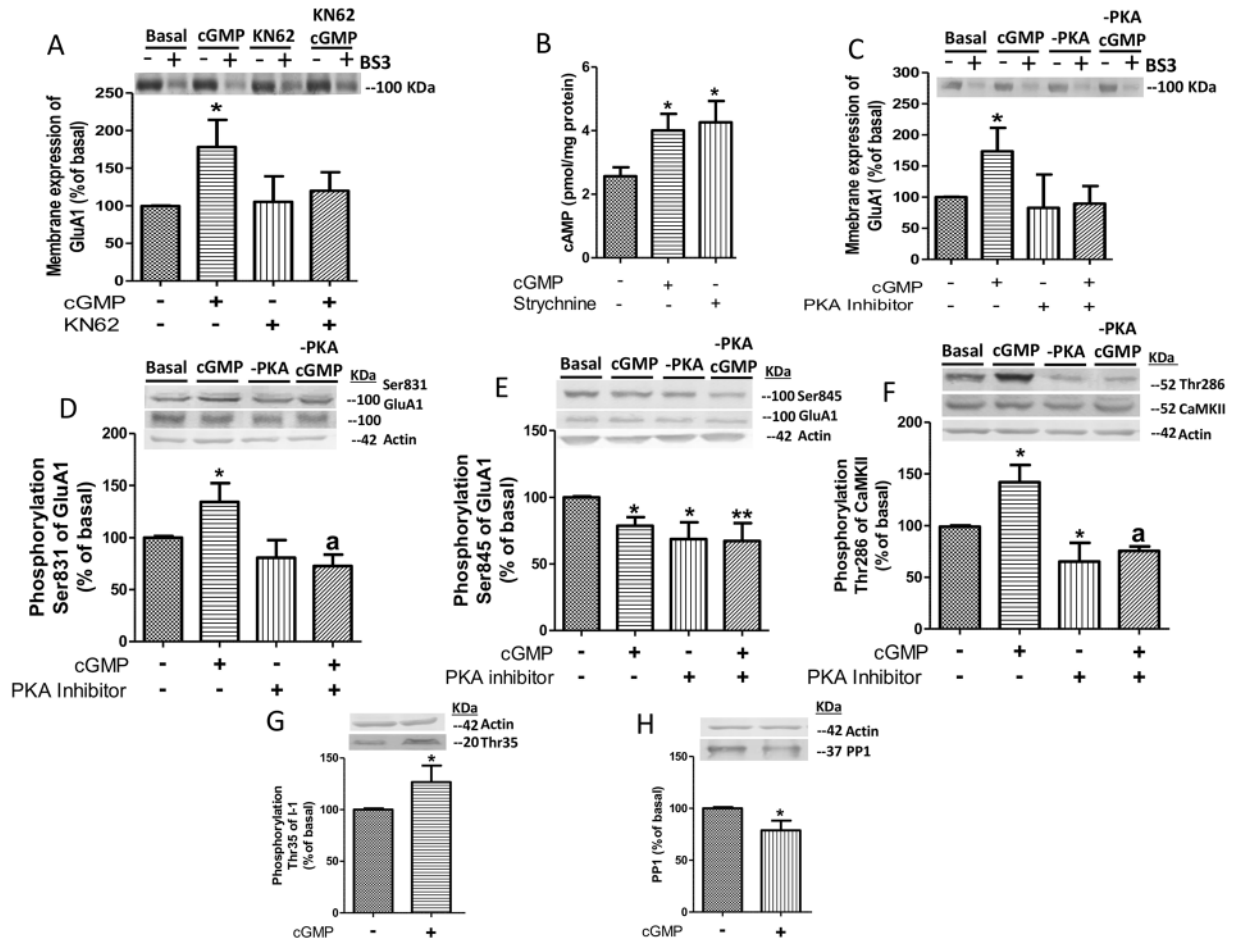 A
Basal cGMP KN62 KN62 cGMP
- + - + - + - + BS3
--100 KDa
Membrane expression of GluA1 (%of basal)
250
200
150
100
50
0
cGMP - + - +
KN62 - - + +
B
cAMP (pmol/mg protein)
6
4
2
0
* *
cGMP - + -
Strychnine - - +
C
Basal cGMP -PKA -PKA cGMP
- + - + - + - + BS3
--100 KDa
Mmebrane expression of GluA1 (%of basal)
300
250
200
150
100
50
0
*
cGMP - + - +
PKA Inhibitor - - + +
D
Basal cGMP -PKA -PKA cGMP
KDa Ser831
--100 GluA1
--100
--42 Actin
Phosphorylation Ser831 of GluA1 (% of basal)
200
150
100
50
0
* a
cGMP - + - +
PKA Inhibitor - - + +
E
Basal cGMP -PKA -PKA cGMP
KDa
--100 Ser845
--100 GluA1
--42 Actin
Phosphorylation Ser845 of GluA1 (% of basal)
150
100
50
0
* * **
cGMP - + - +
PKA inhibitor - - + +
F
Basal cGMP -PKA -PKA cGMP
KDa
--52 Thr286
--52 CaMKII
--42 Actin
Phosphorylation Thr286 of CaMKII (% of basal)
200
150
100
50
0
* * a
cGMP - + - +
PKA Inhibitor - - + +
G
KDa
--42 Actin
--20 Thr35
Phosphorylation Thr35 of I-1 (% of basal)
150
100
50
0
*
cGMP - +
H
KDa
--42 Actin
--37 PP1
PP1 (% of basal)
150
100
50
0
*
cGMP - +